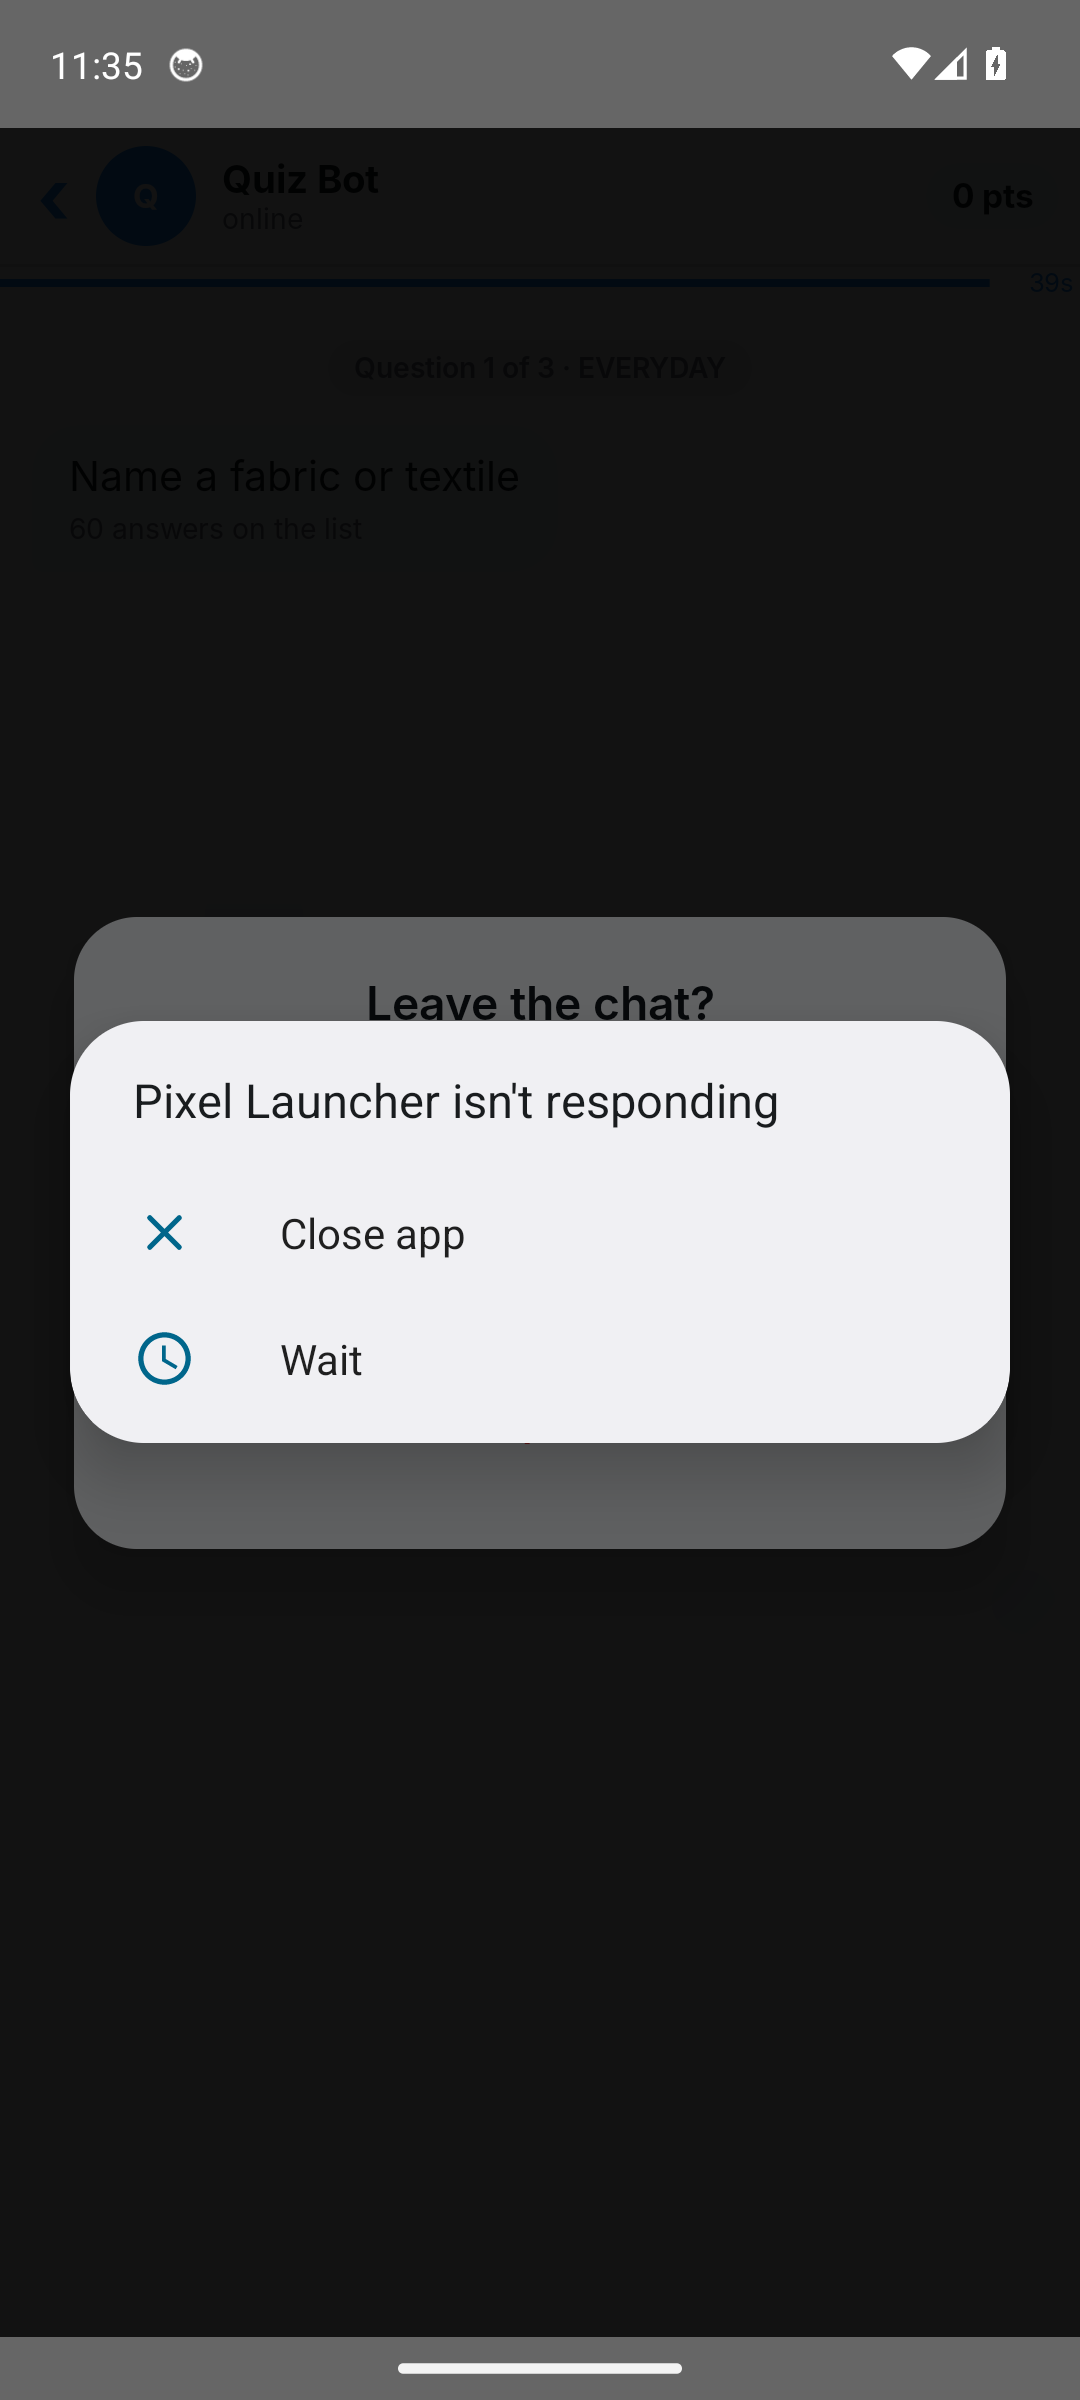 11:35
Q
Quiz Bot
online
0 pts
39s
Question 1 of 3 · EVERYDAY
Name a fabric or textile
60 answers on the list
Leave the chat?
Pixel Launcher isn't responding
Close app
Wait